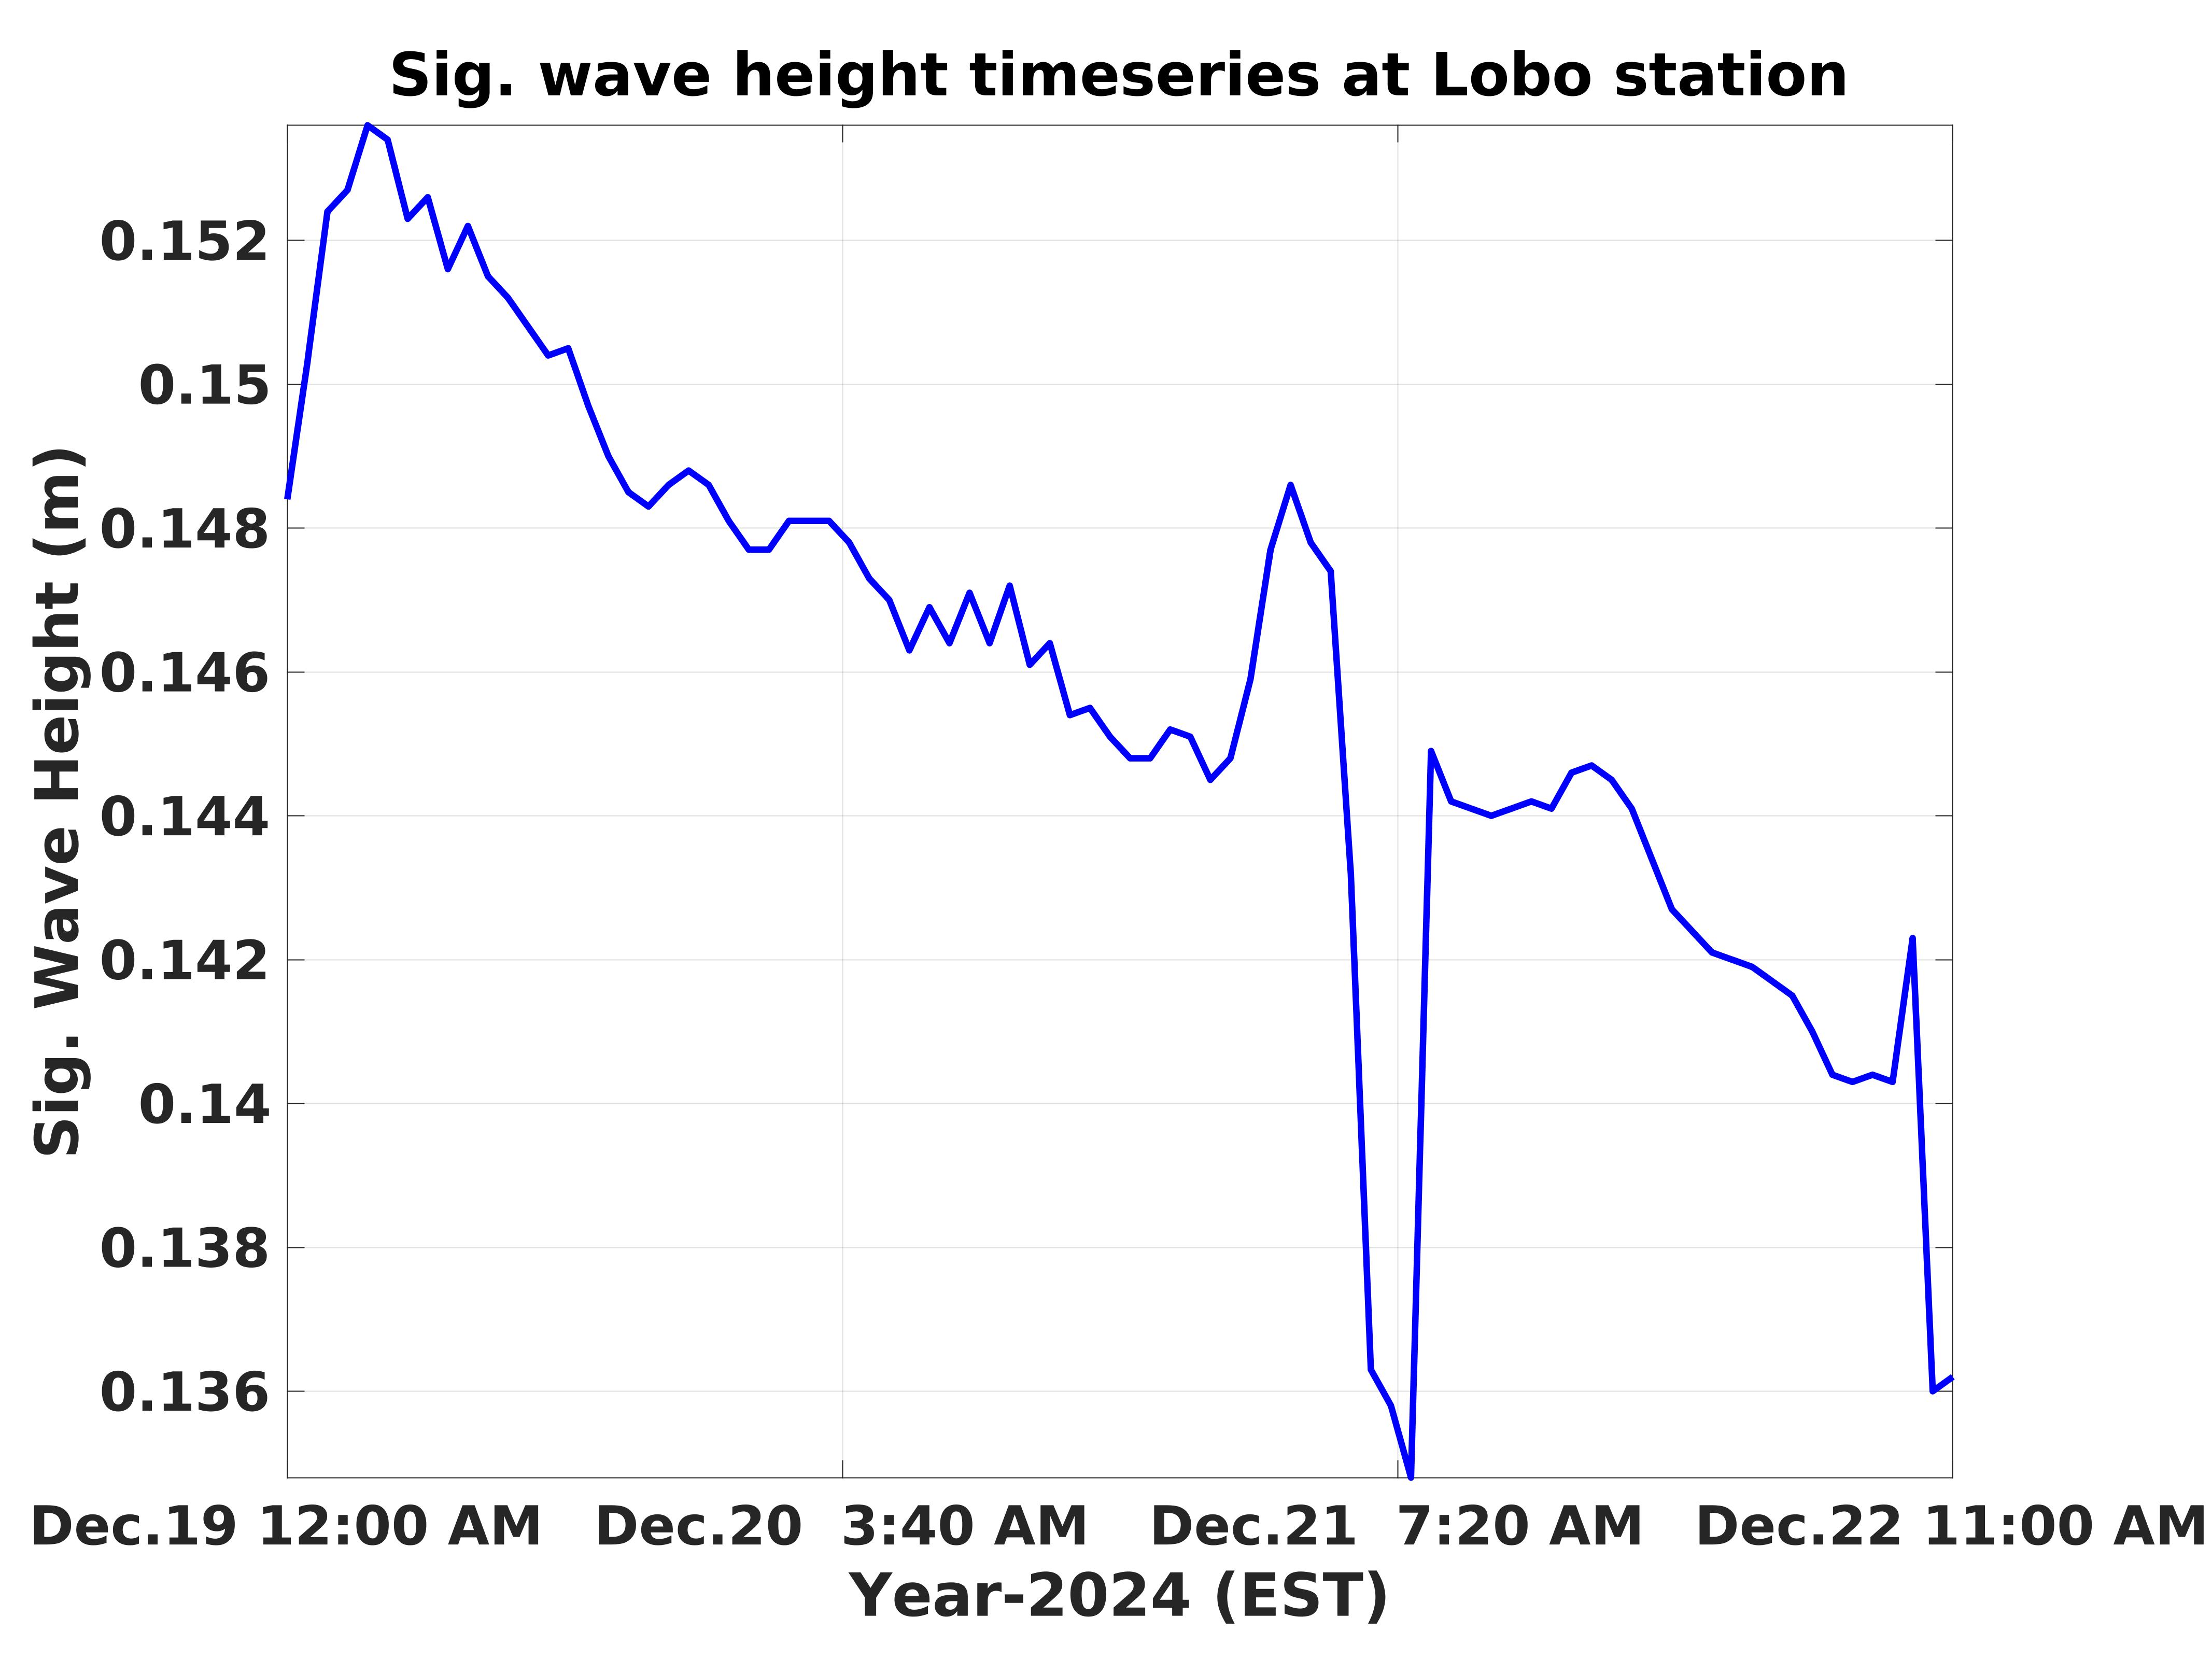 Sig. wave height timeseries at Lobo station
Sig. Wave Height (m)
0.152
0.15
0.148
0.146
0.144
0.142
0.14
0.138
0.136
Dec.19 12:00 AM Dec.20 3:40 AM Dec.21 7:20 AM Dec.22 11:00 AM
Year-2024 (EST)